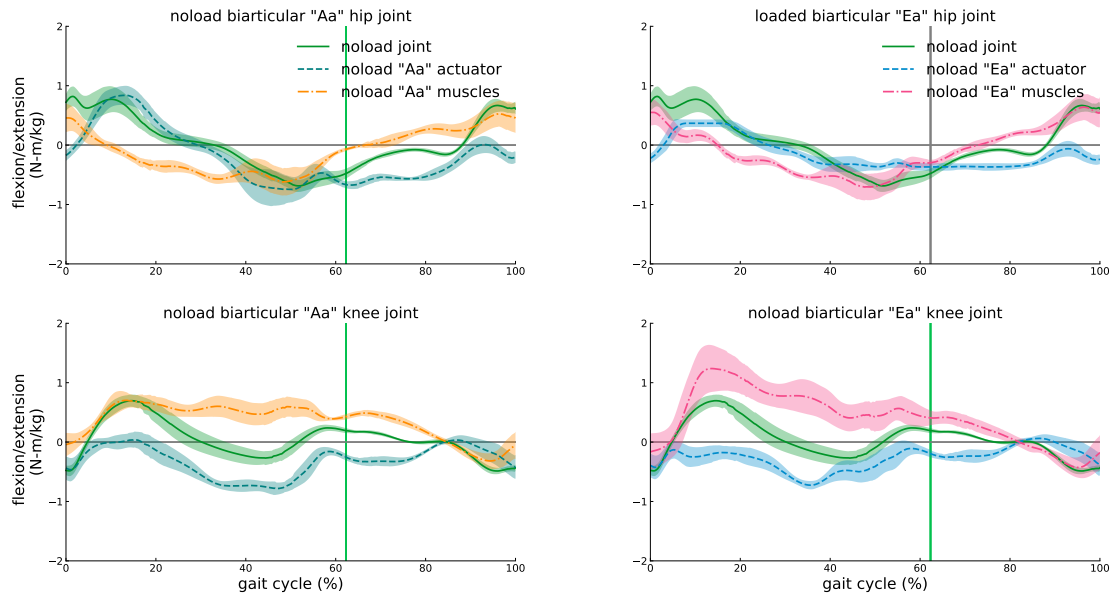 noload biarticular "Aa" hip joint
noload joint
noload "Aa" actuator
noload "Aa" muscles
flexion/extension
(N-m/kg)
2
1
0
−1
−2
0
20
40
60
80
100
loaded biarticular "Ea" hip joint
noload joint
noload "Ea" actuator
noload "Ea" muscles
2
1
0
−1
−2
0
20
40
60
80
100
noload biarticular "Aa" knee joint
flexion/extension
(N-m/kg)
2
1
0
−1
−2
0
20
40
60
80
100
gait cycle (%)
noload biarticular "Ea" knee joint
2
1
0
−1
−2
0
20
40
60
80
100
gait cycle (%)